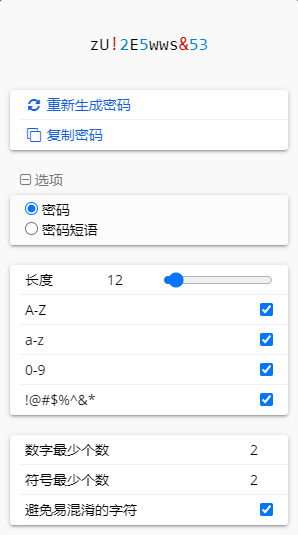 zU!2E5wws&53
重新生成密码
复制密码
选项
密码
密码短语
长度 12
A-Z
a-z
0-9
!@#$%^&*
数字最少个数 2
符号最少个数 2
避免易混淆的字符